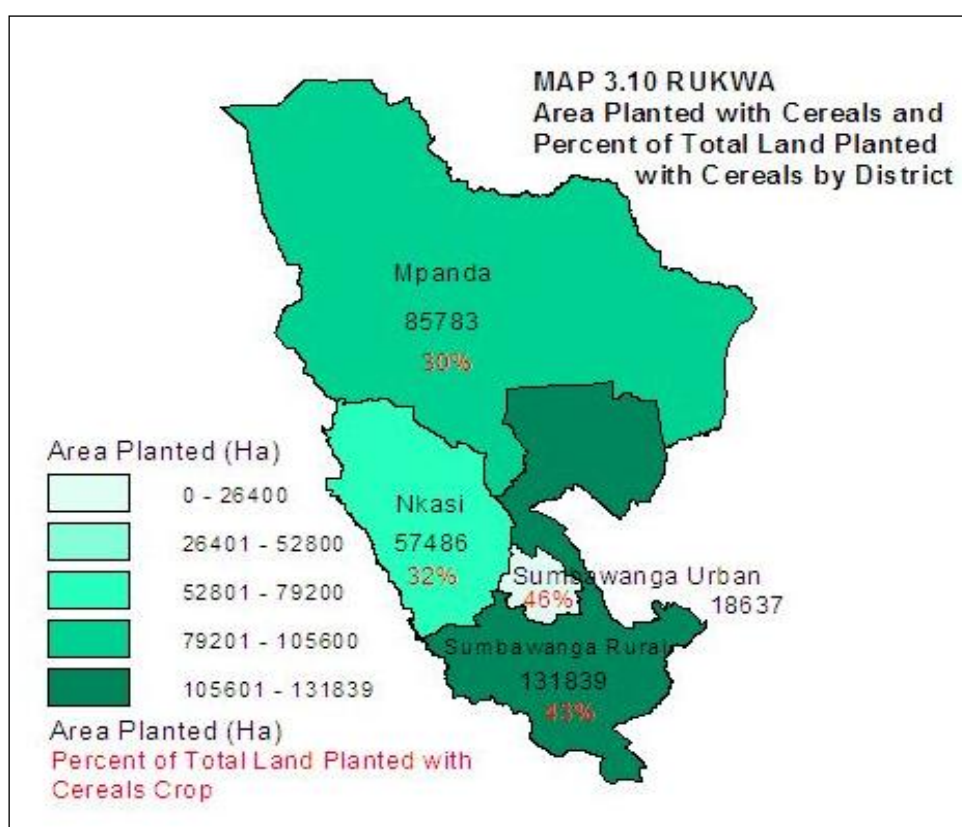 MAP 3.10 RUKWA
Area Planted with Cereals and
Percent of Total Land Planted
with Cereals by District
Mpanda
85783
30%
Nkasi
57486
32%
Sumbawanga Urban
46%
18637
Sumbawanga Rural
131839
43%
Area Planted (Ha)
0 - 26400
26401 - 52800
52801 - 79200
79201 - 105600
105601 - 131839
Area Planted (Ha)
Percent of Total Land Planted with
Cereals Crop